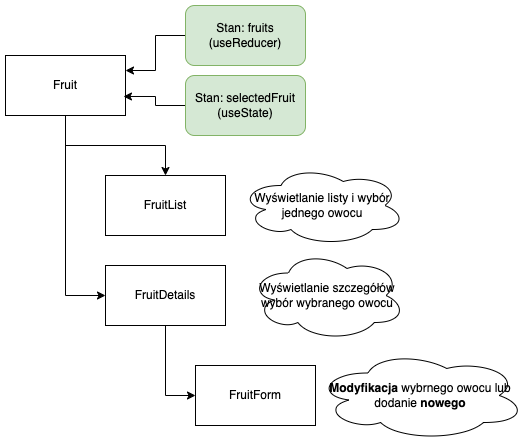 Stan: fruits
(useReducer)
Fruit
Stan: selectedFruit
(useState)
FruitList
Wyświetlanie listy i wybór
jednego owocu
FruitDetails
Wyświetlanie szczegółów
wybór wybranego owocu
FruitForm
Modyfikacja wybrnego owocu lub
dodanie nowego